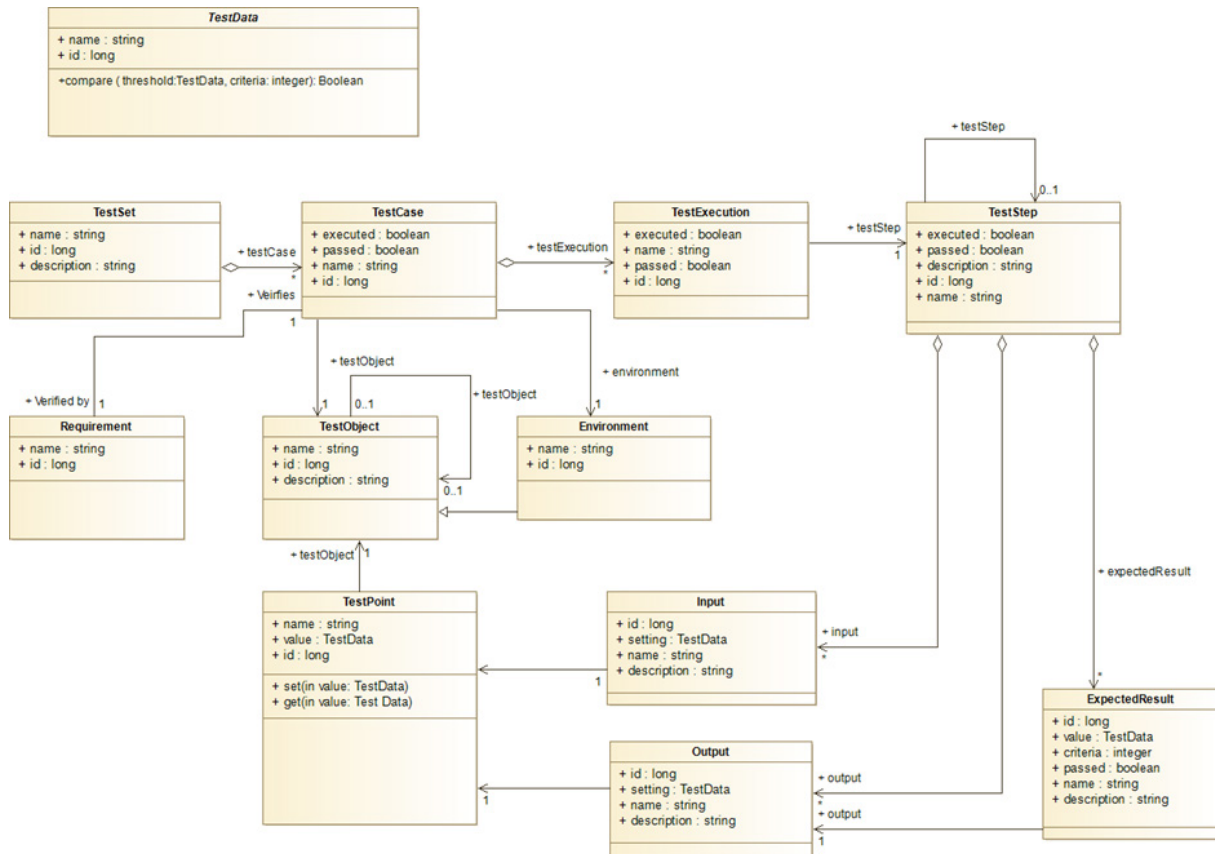 TestData
+ name : string
+ id : long
+compare ( threshold:TestData, criteria: integer): Boolean
+ testStep
0..1
TestSet
+ name : string
+ id : long
+ description : string
+ testCase
*
TestCase
+ executed : boolean
+ passed : boolean
+ name : string
+ id : long
+ testExecution
*
TestExecution
+ executed : boolean
+ name : string
+ passed : boolean
+ id : long
+ testStep
1
TestStep
+ executed : boolean
+ passed : boolean
+ description : string
+ id : long
+ name : string
+ Veirfies
1
+ testObject
1
0..1
+ testObject
0..1
+ environment
1
+ Verified by
1
Requirement
+ name : string
+ id : long
TestObject
+ name : string
+ id : long
+ description : string
Environment
+ name : string
+ id : long
+ testObject
1
+ expectedResult
*
TestPoint
+ name : string
+ value : TestData
+ id : long
+ set(in value: TestData)
+ get(in value: Test Data)
1
Input
+ id : long
+ setting : TestData
+ name : string
+ description : string
+ input
*
1
Output
+ id : long
+ setting : TestData
+ name : string
+ description : string
+ output
*
+ output
1
ExpectedResult
+ id : long
+ value : TestData
+ criteria : integer
+ passed : boolean
+ name : string
+ description : string